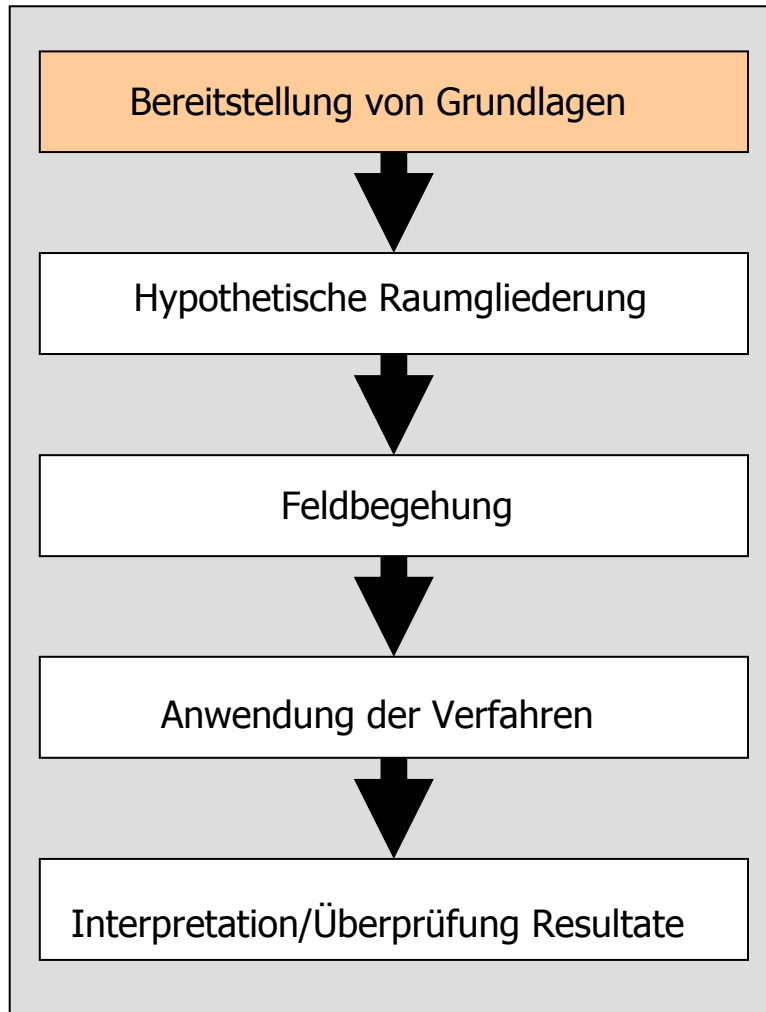 Bereitstellung von Grundlagen
Hypothetische Raumgliederung
Feldbegehung
Anwendung der Verfahren
Interpretation/Überprüfung Resultate